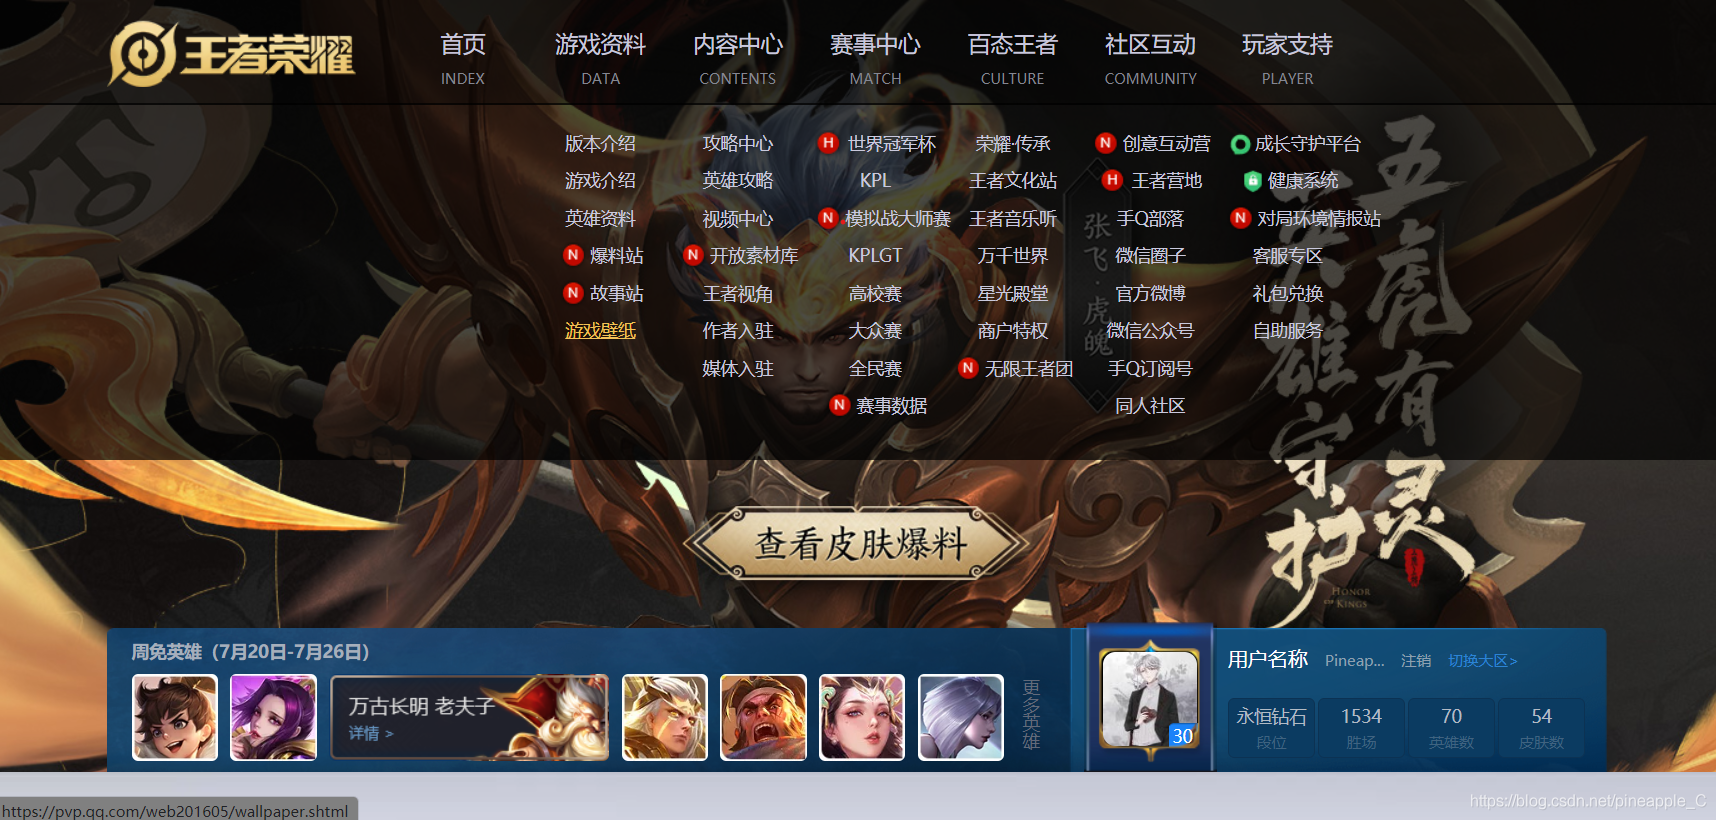 王者荣耀
首页 游戏资料 内容中心 赛事中心 百态王者 社区互动 玩家支持
INDEX DATA CONTENTS MATCH CULTURE COMMUNITY PLAYER
版本介绍 攻略中心 H 世界冠军杯 荣耀·传承 N 创意互动营 成长守护平台
游戏介绍 英雄攻略 KPL 王者文化站 H 王者营地 健康系统
英雄资料 视频中心 N 模拟战大师赛 王者音乐听 手Q部落 N 对局环境情报站
N 爆料站 N 开放素材库 KPLGT 万千世界 微信圈子 客服专区
N 故事站 王者视角 高校赛 星光殿堂 官方微博 礼包兑换
游戏壁纸 作者入驻 大众赛 商户特权 微信公众号 自助服务
媒体入驻 全民赛 N 无限王者团 手Q订阅号
N 赛事数据 同人社区
张飞·虎魄
五虎有灵
英雄守护
HONOR
OF KINGS
查看皮肤爆料
周免英雄（7月20日-7月26日）
万古长明 老夫子
详情 >
更多英雄
30
用户名称 Pineap... 注销 切换大区>
永恒钻石 1534 70 54
段位 胜场 英雄数 皮肤数
https://pvp.qq.com/web201605/wallpaper.shtml
https://blog.csdn.net/pineapple_C